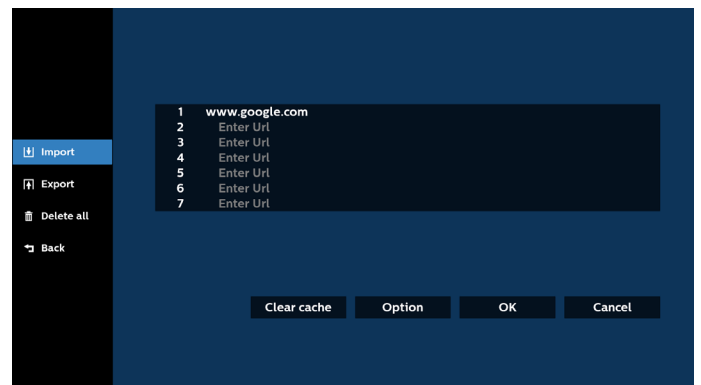 1 www.google.com
2 Enter Url
3 Enter Url
4 Enter Url
5 Enter Url
6 Enter Url
7 Enter Url
Import
Export
Delete all
Back
Clear cache Option OK Cancel